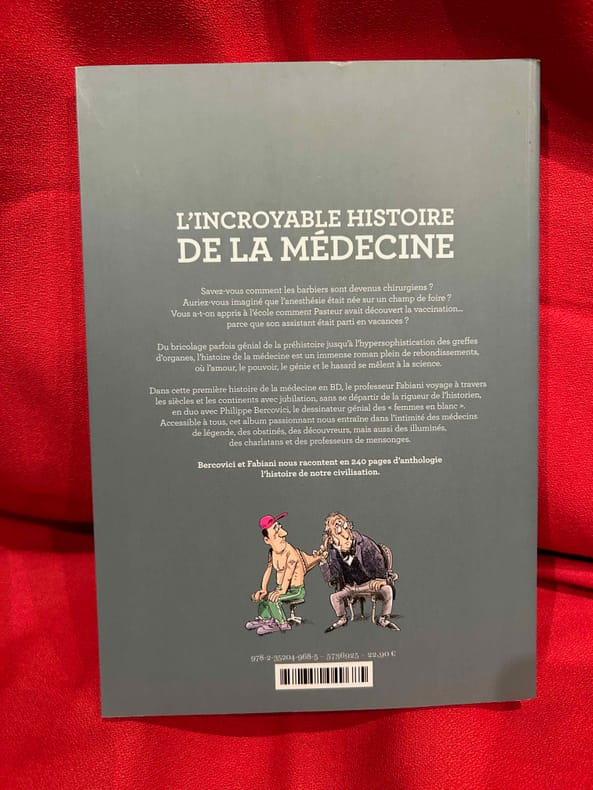 L'INCROYABLE HISTOIRE
DE LA MÉDECINE
Savez-vous comment les barbiers sont devenus chirurgiens ?
Auriez-vous imaginé que l'anesthésie était née sur un champ de foire ?
Vous a-t-on appris à l'école comment Pasteur avait découvert la vaccination...
parce que son assistant était parti en vacances ?
Du bricolage parfois génial de la préhistoire jusqu'à l'hypersophistication des greffes
d'organes, l'histoire de la médecine est un immense roman plein de rebondissements,
où l'amour, le pouvoir, le génie et le hasard se mêlent à la science.
Dans cette première histoire de la médecine en BD, le professeur Fabiani voyage à travers
les siècles et les continents avec jubilation, sans se départir de la rigueur de l'historien,
en duo avec Philippe Bercovici, le dessinateur génial des « femmes en blanc ».
Accessible à tous, cet album passionnant nous entraîne dans l'intimité des médecins
de légende, des obstinés, des découvreurs, mais aussi des illuminés,
des charlatans et des professeurs de mensonges.
Bercovici et Fabiani nous racontent en 240 pages d'anthologie
l'histoire de notre civilisation.
978-2-35204-968-5 – 5736925 – 22,90 €